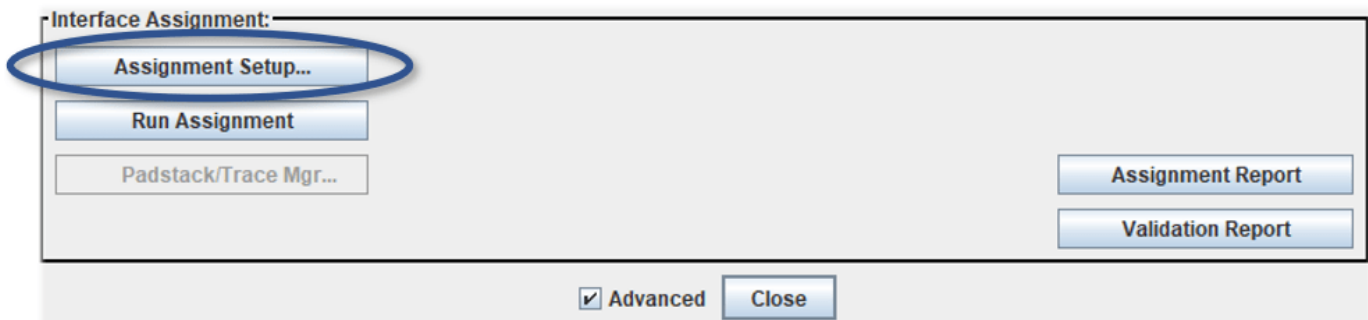 Interface Assignment:
Assignment Setup...
Run Assignment
Padstack/Trace Mgr...
Assignment Report
Validation Report
Advanced Close